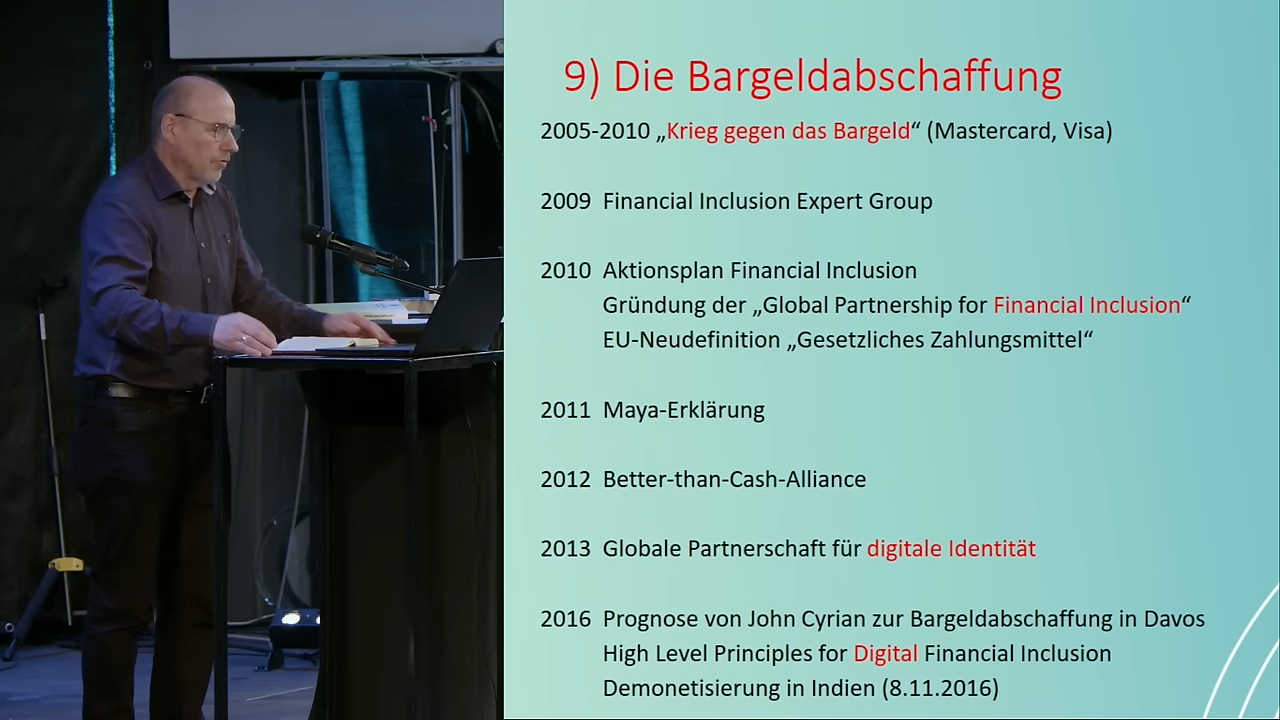 9) Die Bargeldabschaffung
2005-2010 „Krieg gegen das Bargeld“ (Mastercard, Visa)
2009 Financial Inclusion Expert Group
2010 Aktionsplan Financial Inclusion
Gründung der „Global Partnership for Financial Inclusion“
EU-Neudefinition „Gesetzliches Zahlungsmittel“
2011 Maya-Erklärung
2012 Better-than-Cash-Alliance
2013 Globale Partnerschaft für digitale Identität
2016 Prognose von John Cyrian zur Bargeldabschaffung in Davos
High Level Principles for Digital Financial Inclusion
Demonetisierung in Indien (8.11.2016)